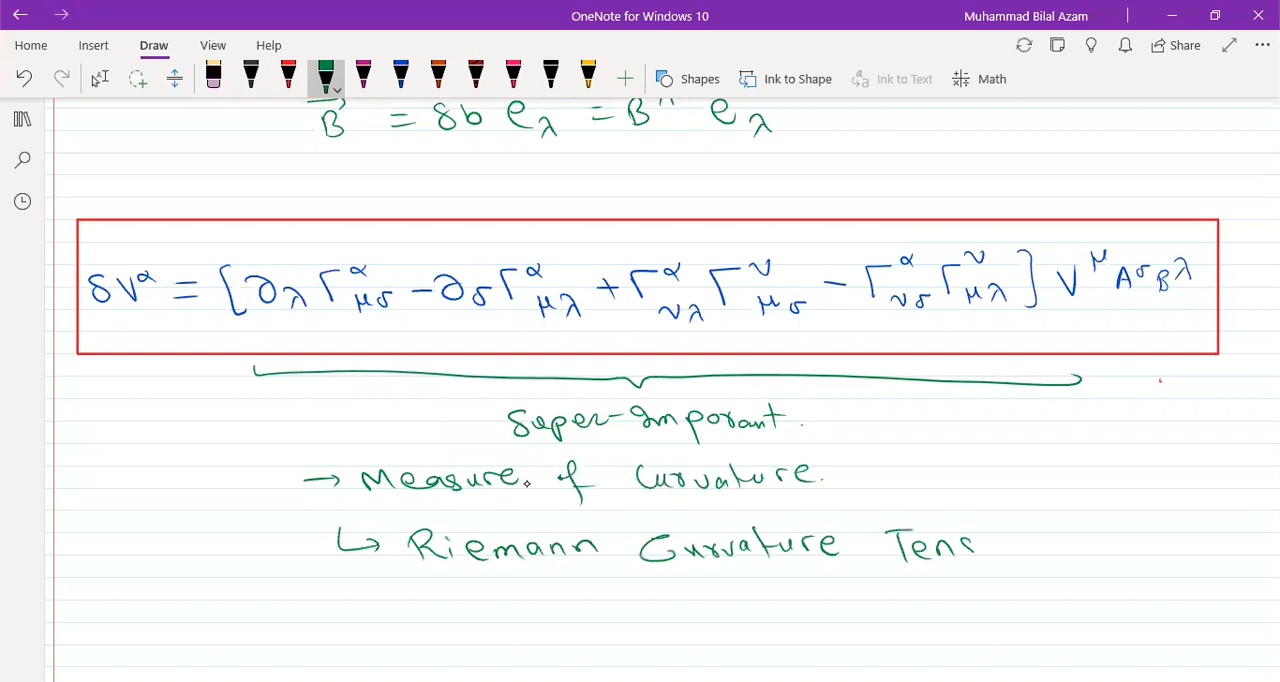 OneNote for Windows 10
Muhammad Bilal Azam
Home Insert Draw View Help Share
Shapes Ink to Shape Ink to Text Math
B⃗ = δb e_λ = B^λ e_λ
δV^α = [∂_λ Γ^α_μσ − ∂_σ Γ^α_μλ + Γ^α_νλ Γ^ν_μσ − Γ^α_νσ Γ^ν_μλ] V^μ A^σ B^λ
Super-Imporant.
→ Measure of Curvature.
↳ Riemann Curvature Tens